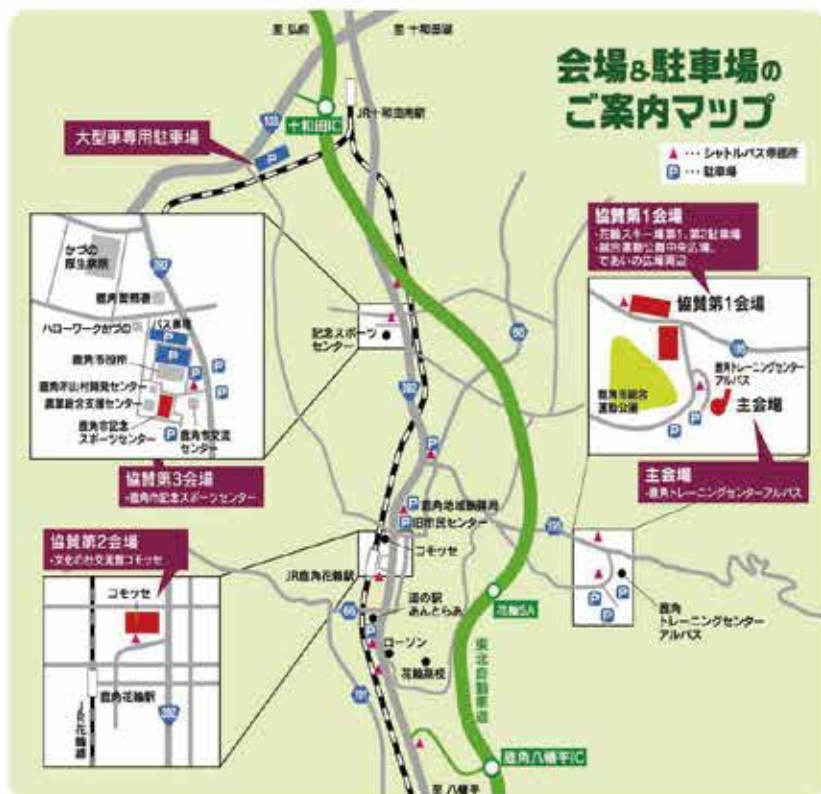 会場&駐車場の
ご案内マップ
▲ … シャトルバス停留所
P … 駐車場
至 弘前
至 十和田湖
JR十和田南駅
十和田IC
103
大型車専用駐車場
P
かづの
厚生病院
282
鹿角警察署
ハローワークかづの
バス専用
P
P
鹿角市役所
鹿角市山村開発センター
農業総合支援センター
鹿角市記念
スポーツセンター
鹿角市交流
センター
協賛第3会場
・鹿角市記念スポーツセンター
記念スポーツ
センター
66
282
協賛第1会場
・花輪スキー場第1、第2駐車場
・総合運動公園中央広場、
であいの広場周辺
協賛第1会場
195
鹿角トレーニングセンター
アルパス
鹿角市総合
運動公園
主会場
主会場
・鹿角トレーニングセンターアルパス
鹿角地域振興局
旧市民センター
コモッセ
JR鹿角花輪駅
195
鹿角
トレーニングセンター
アルパス
協賛第2会場
・文化の杜交流館コモッセ
コモッセ
鹿角花輪駅
JR花輪線
282
66
道の駅
あんとらあ
ローソン
花輪高校
191
花輪SA
東北自動車道
鹿角八幡平IC
至 八幡平